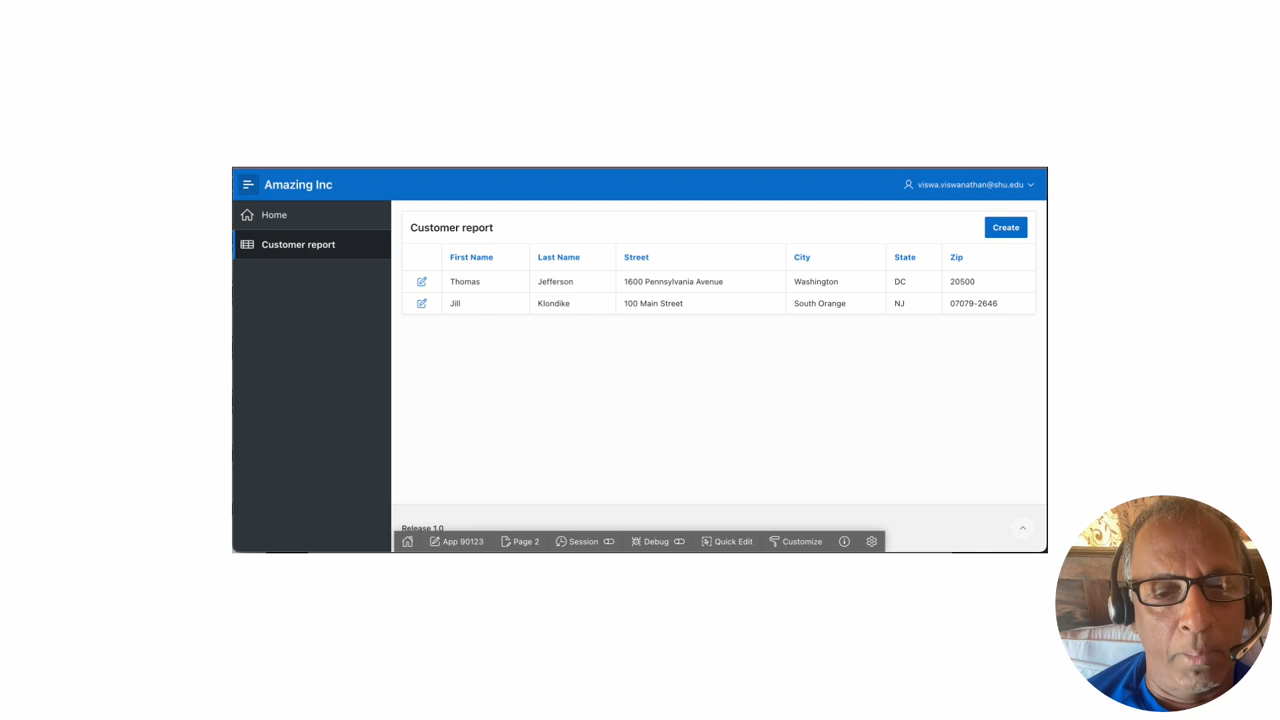 Amazing Inc
viswa.viswanathan@shu.edu
Home
Customer report
Customer report
Create
First Name Last Name Street City State Zip
Thomas Jefferson 1600 Pennsylvania Avenue Washington DC 20500
Jill Klondike 100 Main Street South Orange NJ 07079-2646
Release 1.0
App 90123 Page 2 Session Debug Quick Edit Customize